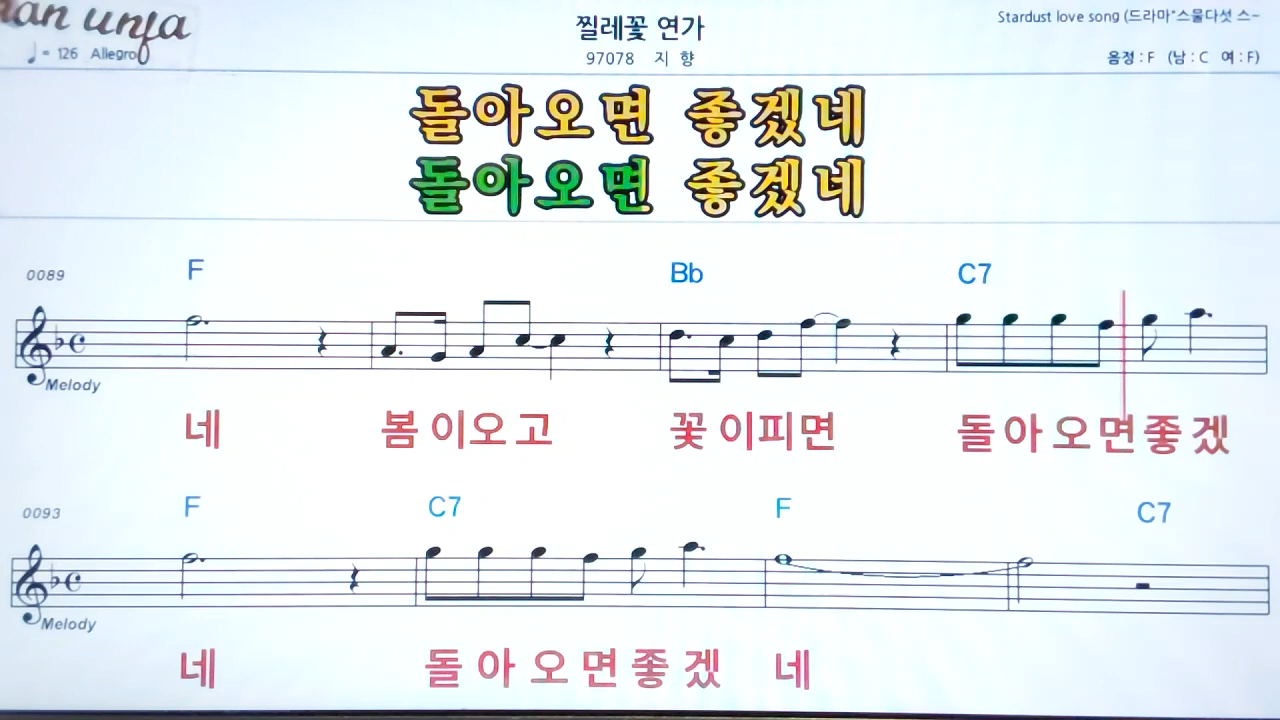 찔레꽃 연가
Stardust love song (드라마"스물다섯 스-
♩= 126 Allegro
97078 지 향
음정 : F (남 : C 여 : F)
돌아오면 좋겠네
돌아오면 좋겠네
0089 F Bb C7
Melody
네 봄 이오 고 꽃 이피면 돌 아 오 면 좋 겠
0093 F C7 F C7
Melody
네 돌 아 오 면 좋 겠 네